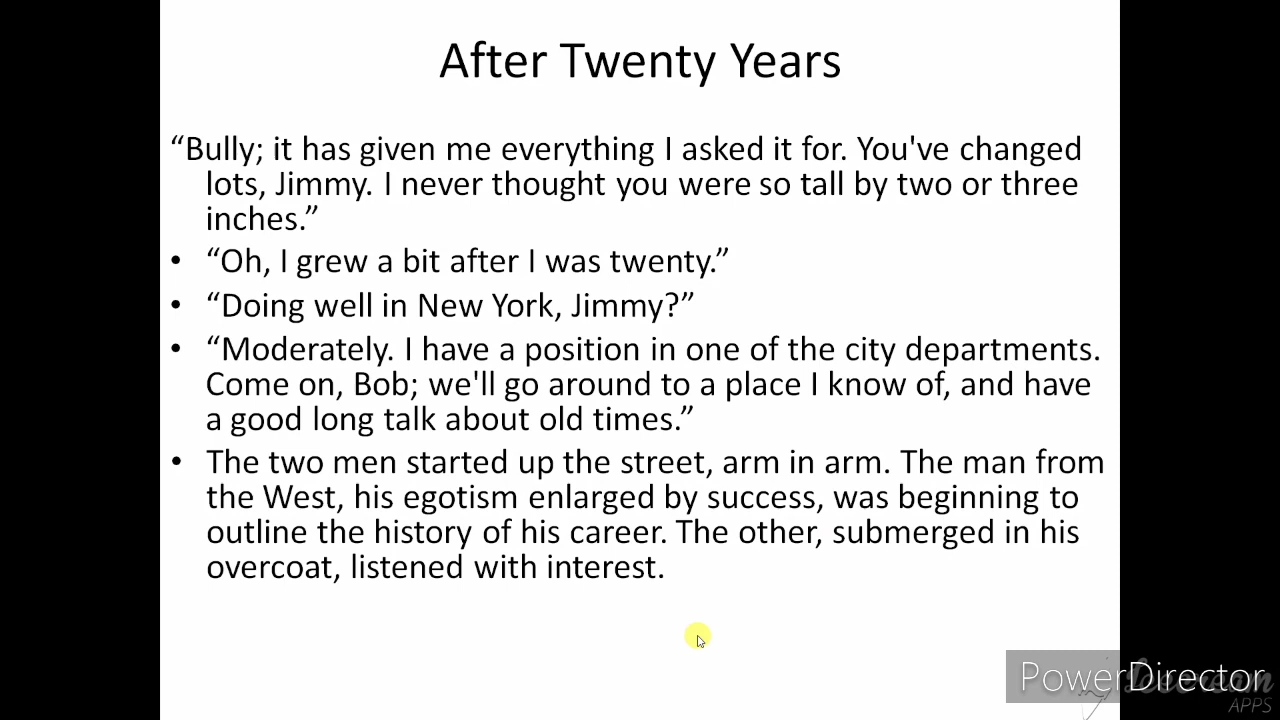 After Twenty Years
“Bully; it has given me everything I asked it for. You've changed
lots, Jimmy. I never thought you were so tall by two or three
inches.”
• “Oh, I grew a bit after I was twenty.”
• “Doing well in New York, Jimmy?”
• “Moderately. I have a position in one of the city departments.
Come on, Bob; we'll go around to a place I know of, and have
a good long talk about old times.”
• The two men started up the street, arm in arm. The man from
the West, his egotism enlarged by success, was beginning to
outline the history of his career. The other, submerged in his
overcoat, listened with interest.
PowerDirector
APPS